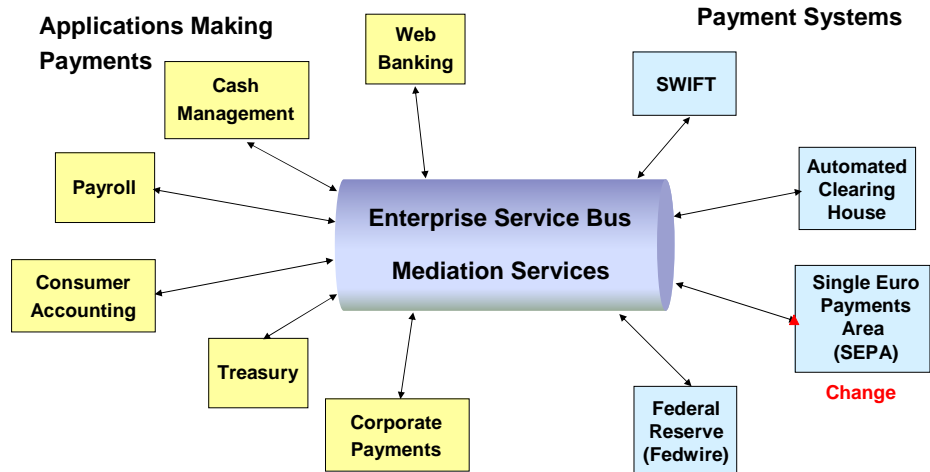 Applications Making
Payments
Payment Systems
Web
Banking
Cash
Management
SWIFT
Payroll
Automated
Clearing
House
Enterprise Service Bus
Mediation Services
Consumer
Accounting
Single Euro
Payments
Area
(SEPA)
Treasury
Change
Corporate
Payments
Federal
Reserve
(Fedwire)